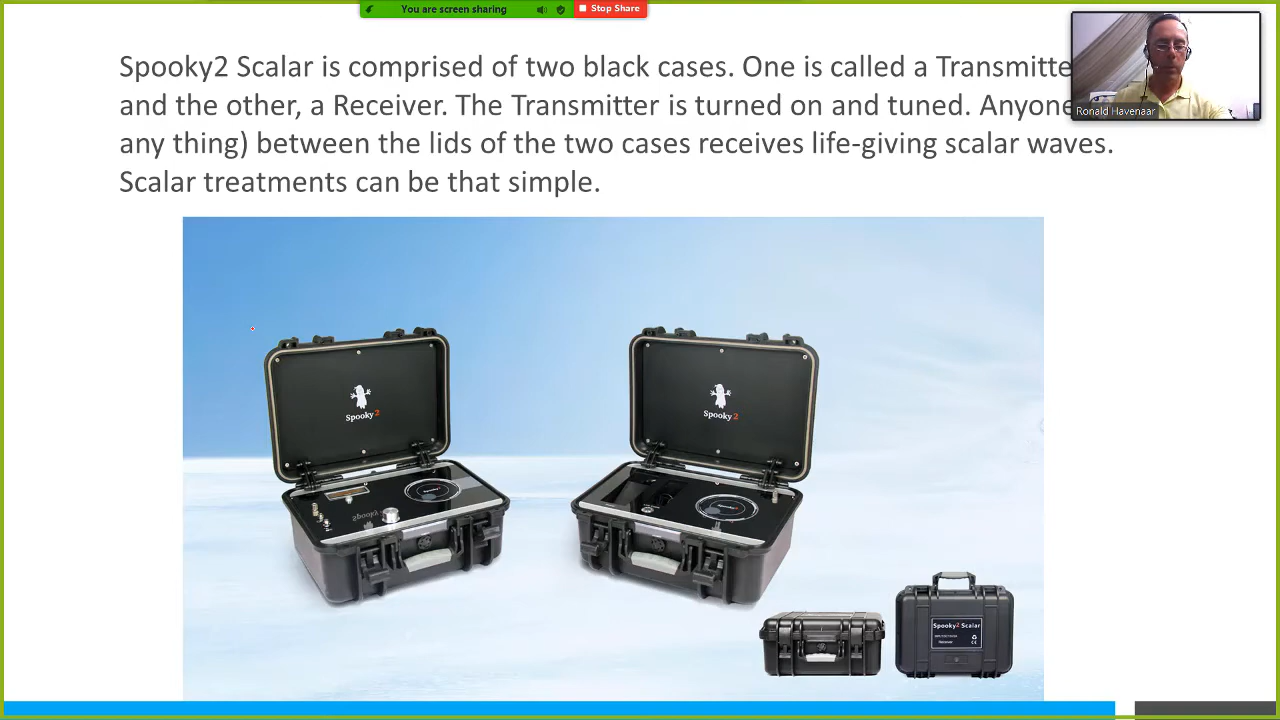 You are screen sharing
Stop Share
Spooky2 Scalar is comprised of two black cases. One is called a Transmitte
and the other, a Receiver. The Transmitter is turned on and tuned. Anyone
any thing) between the lids of the two cases receives life-giving scalar waves.
Scalar treatments can be that simple.
Ronald Havenaar
Spooky2
Spooky2
Spooky2 Scalar
Receiver